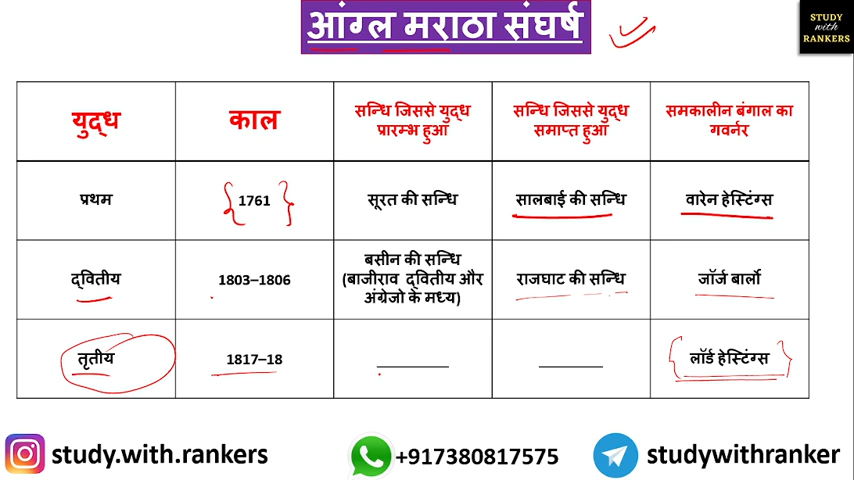 आंग्ल मराठा संघर्ष
STUDY
with
RANKERS
युद्ध
काल
सन्धि जिससे युद्ध
प्रारम्भ हुआ
सन्धि जिससे युद्ध
समाप्त हुआ
समकालीन बंगाल का
गवर्नर
प्रथम
1761
सूरत की सन्धि
सालबाई की सन्धि
वारेन हेस्टिंग्स
द्वितीय
1803–1806
बसीन की सन्धि
(बाजीराव द्वितीय और
अंग्रेजो के मध्य)
राजघाट की सन्धि
जॉर्ज बार्लो
तृतीय
1817–18
लॉर्ड हेस्टिंग्स
study.with.rankers
+917380817575
studywithranker